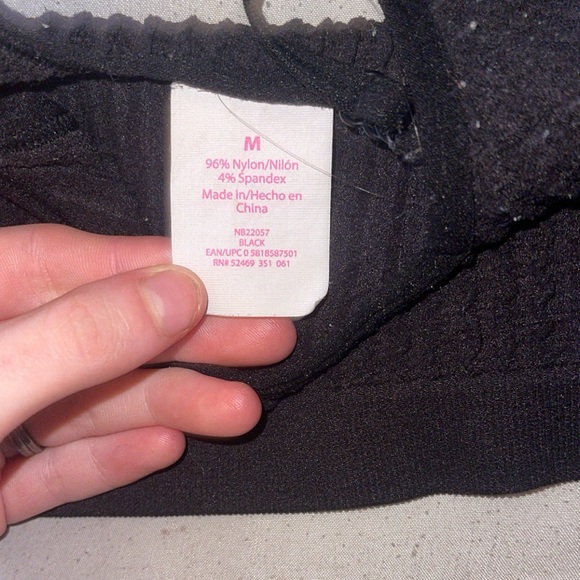 M
96% Nylon/Nilón
4% Spandex
Made in/Hecho en
China
NB22057
BLACK
EAN/UPC 0 5818587501
RN# 52469 351 061